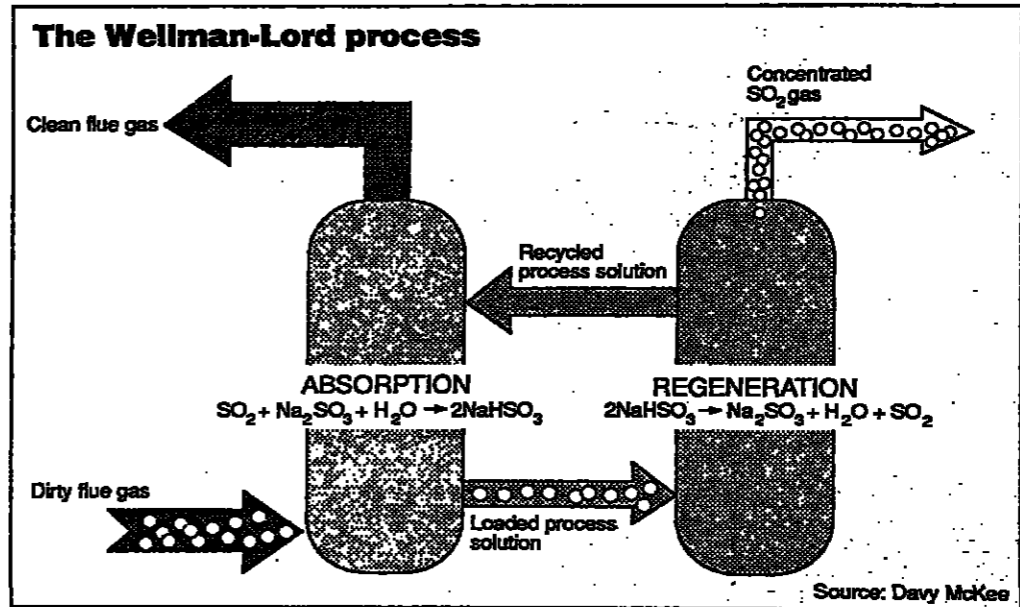 The Wellman-Lord process
Concentrated
SO₂ gas
Clean flue gas
Recycled
process solution
ABSORPTION
SO₂ + Na₂SO₃ + H₂O → 2NaHSO₃
REGENERATION
2NaHSO₃ → Na₂SO₃ + H₂O + SO₂
Dirty flue gas
Loaded process
solution
Source: Davy McKee